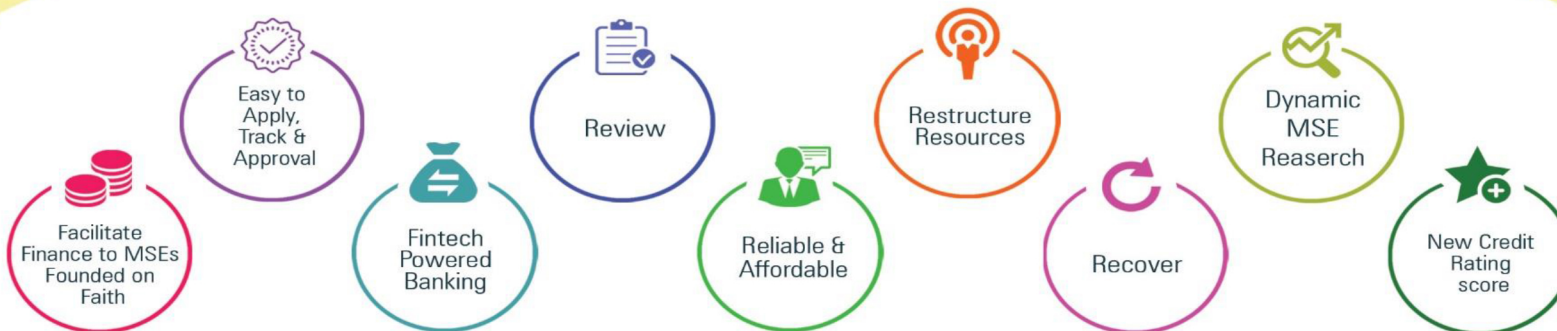 Facilitate
Finance to MSEs
Founded on
Faith
Easy to
Apply,
Track &
Approval
Fintech
Powered
Banking
Review
Reliable &
Affordable
Restructure
Resources
Recover
Dynamic
MSE
Reaserch
New Credit
Rating
score